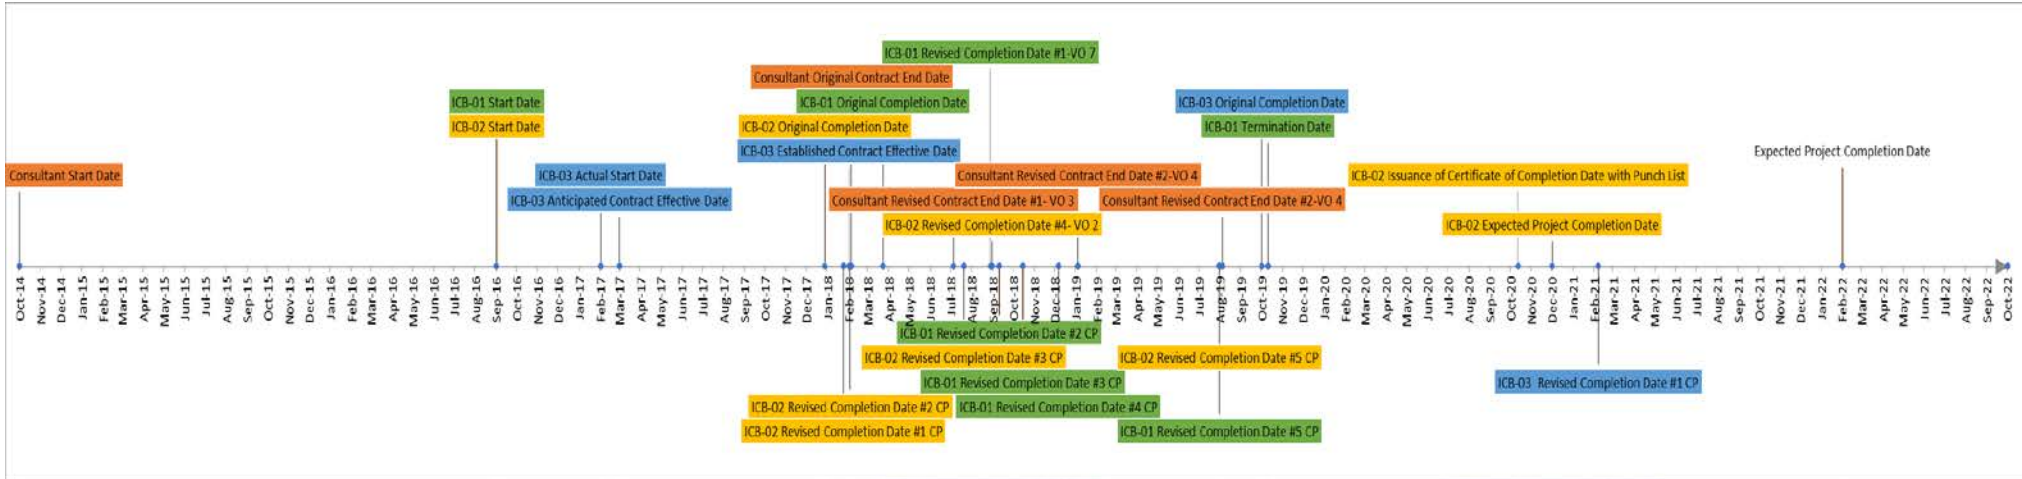 ICB-01 Revised Completion Date #1-VO 7
Consultant Original Contract End Date
ICB-01 Start Date
ICB-01 Original Completion Date
ICB-03 Original Completion Date
ICB-02 Start Date
ICB-02 Original Completion Date
ICB-01 Termination Date
ICB-03 Established Contract Effective Date
Expected Project Completion Date
Consultant Start Date
ICB-03 Actual Start Date
Consultant Revised Contract End Date #2-VO 4
ICB-02 Issuance of Certificate of Completion Date with Punch List
ICB-03 Anticipated Contract Effective Date
Consultant Revised Contract End Date #1- VO 3
Consultant Revised Contract End Date #2-VO 4
ICB-02 Revised Completion Date #4- VO 2
ICB-02 Expected Project Completion Date
Oct-14
Nov-14
Dec-14
Jan-15
Feb-15
Mar-15
Apr-15
May-15
Jun-15
Jul-15
Aug-15
Sep-15
Oct-15
Nov-15
Dec-15
Jan-16
Feb-16
Mar-16
Apr-16
May-16
Jun-16
Jul-16
Aug-16
Sep-16
Oct-16
Nov-16
Dec-16
Jan-17
Feb-17
Mar-17
Apr-17
May-17
Jun-17
Jul-17
Aug-17
Sep-17
Oct-17
Nov-17
Dec-17
Jan-18
Feb-18
Mar-18
Apr-18
May-18
Jun-18
Jul-18
Aug-18
Sep-18
Oct-18
Nov-18
Dec-18
Jan-19
Feb-19
Mar-19
Apr-19
May-19
Jun-19
Jul-19
Aug-19
Sep-19
Oct-19
Nov-19
Dec-19
Jan-20
Feb-20
Mar-20
Apr-20
May-20
Jun-20
Jul-20
Aug-20
Sep-20
Oct-20
Nov-20
Dec-20
Jan-21
Feb-21
Mar-21
Apr-21
May-21
Jun-21
Jul-21
Aug-21
Sep-21
Oct-21
Nov-21
Dec-21
Jan-22
Feb-22
Mar-22
Apr-22
May-22
Jun-22
Jul-22
Aug-22
Sep-22
Oct-22
ICB-01 Revised Completion Date #2 CP
ICB-02 Revised Completion Date #3 CP
ICB-02 Revised Completion Date #5 CP
ICB-01 Revised Completion Date #3 CP
ICB-03 Revised Completion Date #1 CP
ICB-02 Revised Completion Date #2 CP
ICB-01 Revised Completion Date #4 CP
ICB-02 Revised Completion Date #1 CP
ICB-01 Revised Completion Date #5 CP